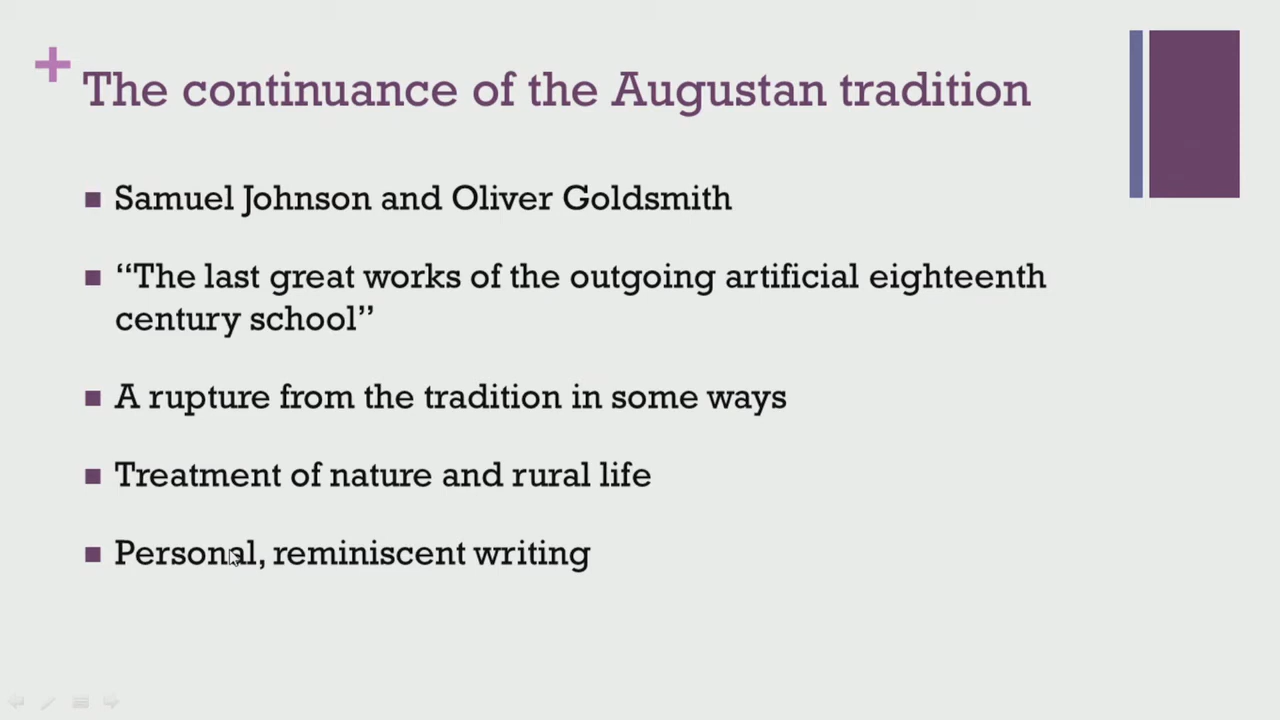 The continuance of the Augustan tradition
Samuel Johnson and Oliver Goldsmith
“The last great works of the outgoing artificial eighteenth
century school”
A rupture from the tradition in some ways
Treatment of nature and rural life
Personal, reminiscent writing